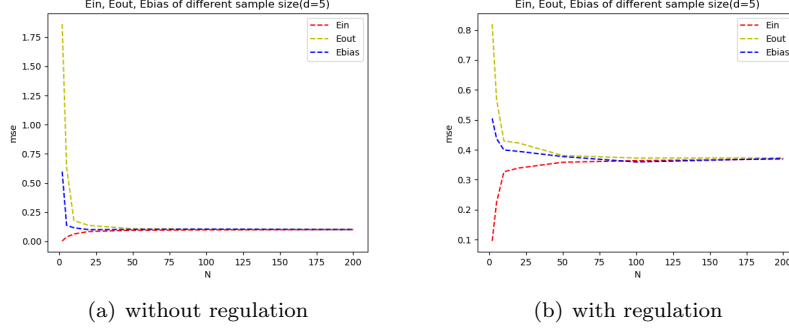 Ein, Eout, Ebias of different sample size(d=5)
Ein
Eout
Ebias
mse
1.75
1.50
1.25
1.00
0.75
0.50
0.25
0.00
0 25 50 75 100 125 150 175 200
N
(a) without regulation
Ein, Eout, Ebias of different sample size(d=5)
Ein
Eout
Ebias
mse
0.8
0.7
0.6
0.5
0.4
0.3
0.2
0.1
0 25 50 75 100 125 150 175 200
N
(b) with regulation